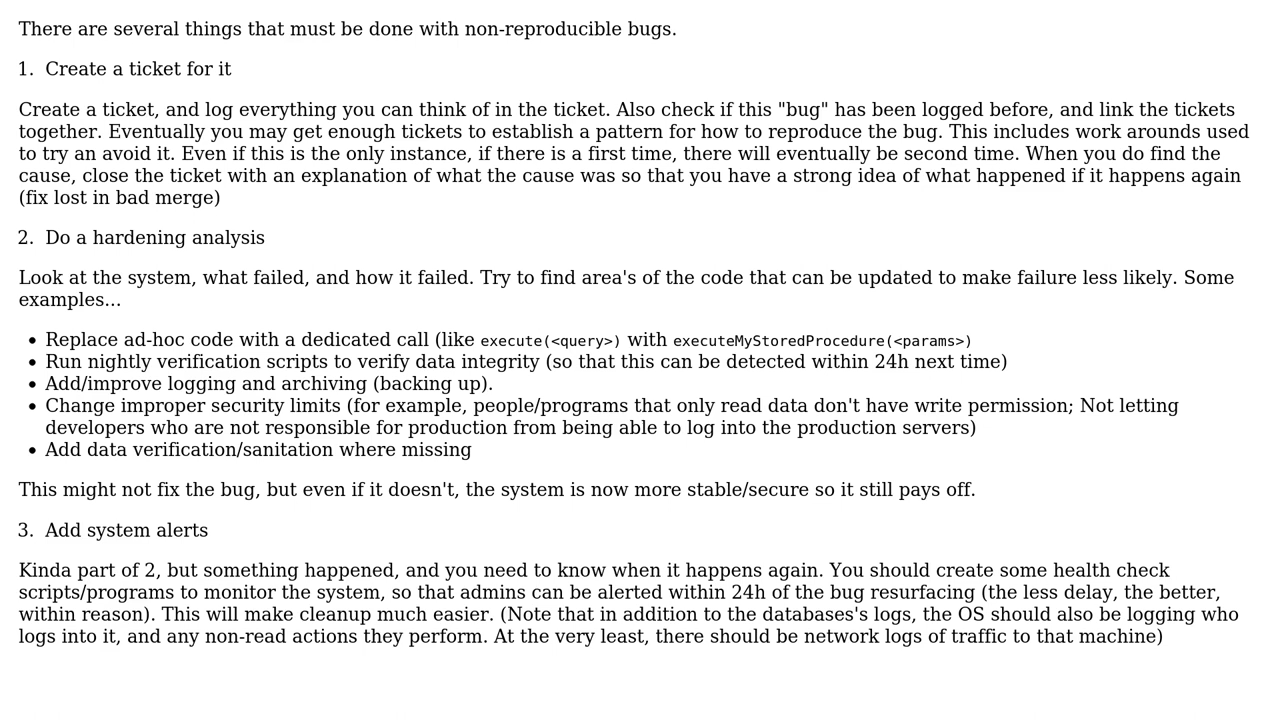 There are several things that must be done with non-reproducible bugs.
1. Create a ticket for it
Create a ticket, and log everything you can think of in the ticket. Also check if this "bug" has been logged before, and link the tickets
together. Eventually you may get enough tickets to establish a pattern for how to reproduce the bug. This includes work arounds used
to try an avoid it. Even if this is the only instance, if there is a first time, there will eventually be second time. When you do find the
cause, close the ticket with an explanation of what the cause was so that you have a strong idea of what happened if it happens again
(fix lost in bad merge)
2. Do a hardening analysis
Look at the system, what failed, and how it failed. Try to find area's of the code that can be updated to make failure less likely. Some
examples...
• Replace ad-hoc code with a dedicated call (like execute(<query>) with executeMyStoredProcedure(<params>)
• Run nightly verification scripts to verify data integrity (so that this can be detected within 24h next time)
• Add/improve logging and archiving (backing up).
• Change improper security limits (for example, people/programs that only read data don't have write permission; Not letting
developers who are not responsible for production from being able to log into the production servers)
• Add data verification/sanitation where missing
This might not fix the bug, but even if it doesn't, the system is now more stable/secure so it still pays off.
3. Add system alerts
Kinda part of 2, but something happened, and you need to know when it happens again. You should create some health check
scripts/programs to monitor the system, so that admins can be alerted within 24h of the bug resurfacing (the less delay, the better,
within reason). This will make cleanup much easier. (Note that in addition to the databases's logs, the OS should also be logging who
logs into it, and any non-read actions they perform. At the very least, there should be network logs of traffic to that machine)